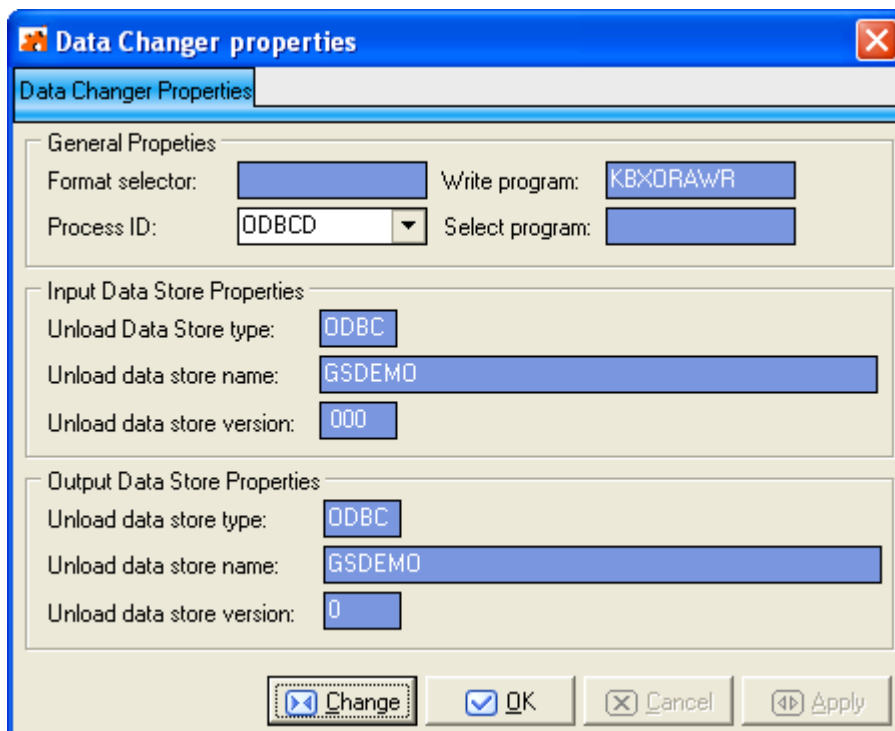 Data Changer properties
Data Changer Properties
General Propeties
Format selector: Write program: KBXORAWR
Process ID: ODBCD Select program:
Input Data Store Properties
Unload Data Store type: ODBC
Unload data store name: GSDEMO
Unload data store version: 000
Output Data Store Properties
Unload data store type: ODBC
Unload data store name: GSDEMO
Unload data store version: 0
Change OK Cancel Apply